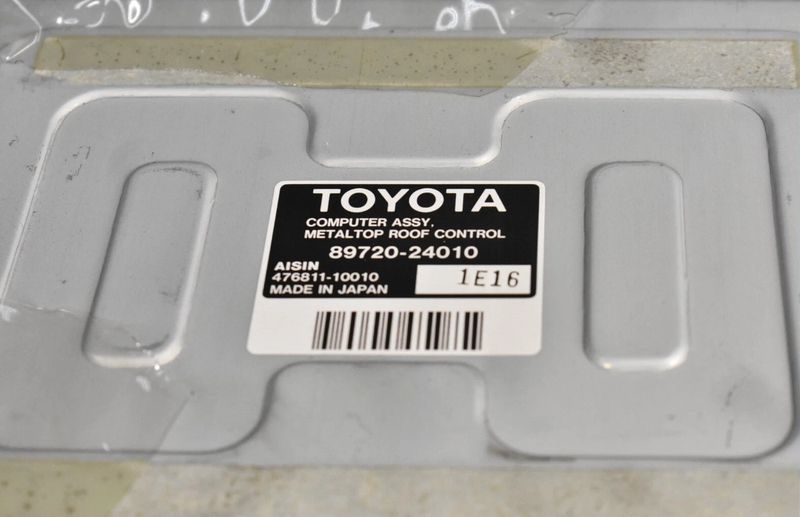 TOYOTA
COMPUTER ASSY,
METALTOP ROOF CONTROL
89720-24010
AISIN
476811-10010
MADE IN JAPAN
1E16